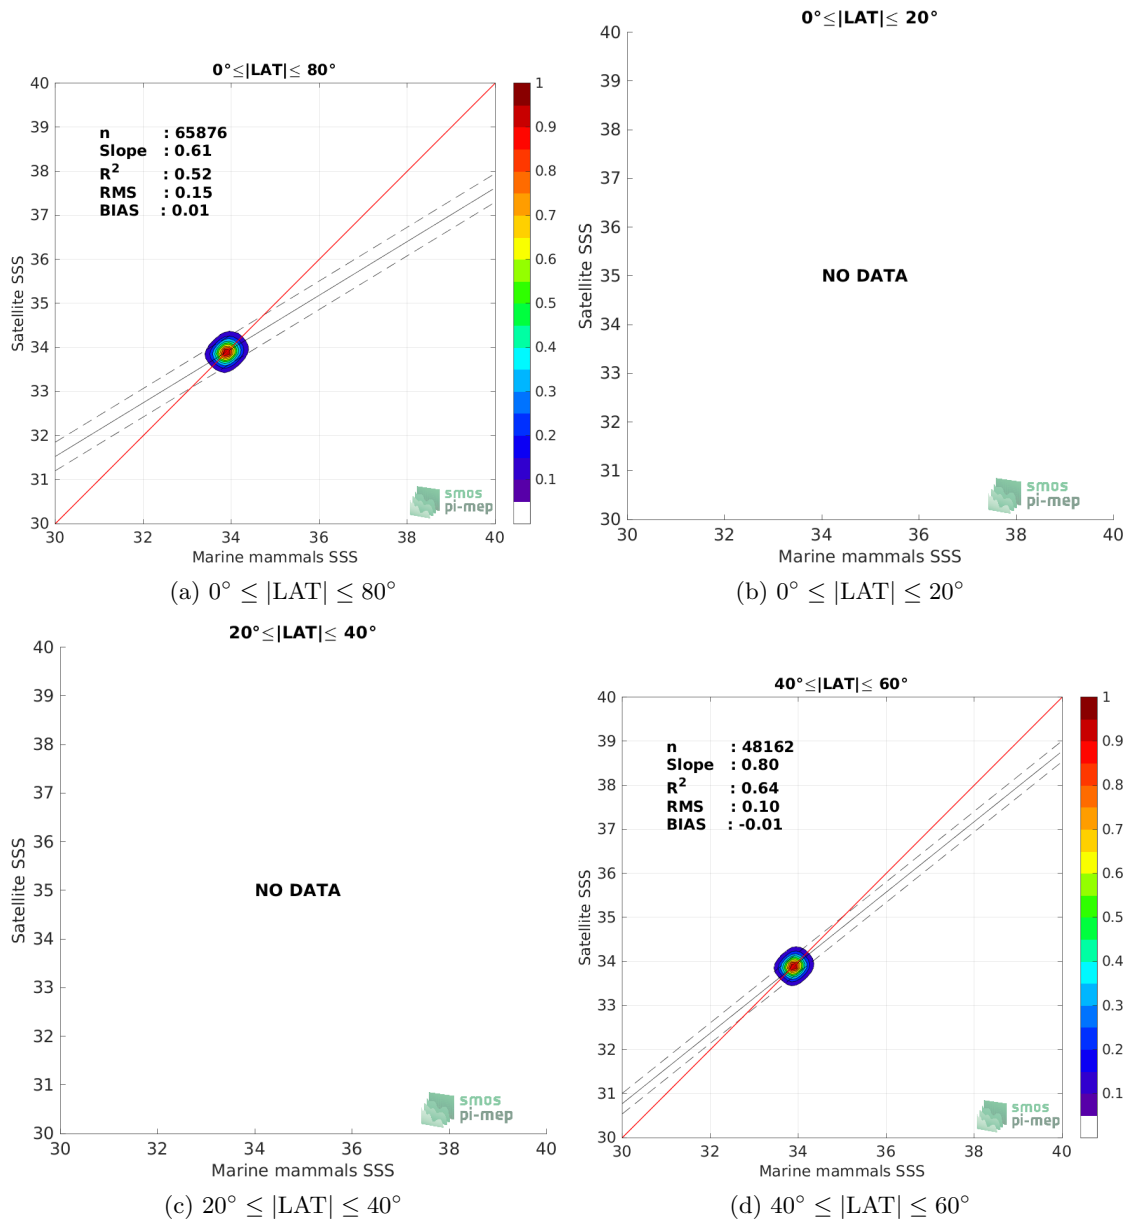 0°≤|LAT|≤ 80°
40
39
38
37
36
35
34
33
32
31
30
Satellite SSS
n : 65876
Slope : 0.61
R2 : 0.52
RMS : 0.15
BIAS : 0.01
smos
pi-mep
30 32 34 36 38 40
Marine mammals SSS
1
0.9
0.8
0.7
0.6
0.5
0.4
0.3
0.2
0.1
(a) 0° ≤ |LAT| ≤ 80°
0°≤|LAT|≤ 20°
40
39
38
37
36
35
34
33
32
31
30
Satellite SSS
NO DATA
smos
pi-mep
30 32 34 36 38 40
Marine mammals SSS
(b) 0° ≤ |LAT| ≤ 20°
20°≤|LAT|≤ 40°
40
39
38
37
36
35
34
33
32
31
30
Satellite SSS
NO DATA
smos
pi-mep
30 32 34 36 38 40
Marine mammals SSS
(c) 20° ≤ |LAT| ≤ 40°
40°≤|LAT|≤ 60°
40
39
38
37
36
35
34
33
32
31
30
Satellite SSS
n : 48162
Slope : 0.80
R2 : 0.64
RMS : 0.10
BIAS : -0.01
smos
pi-mep
30 32 34 36 38 40
Marine mammals SSS
1
0.9
0.8
0.7
0.6
0.5
0.4
0.3
0.2
0.1
(d) 40° ≤ |LAT| ≤ 60°